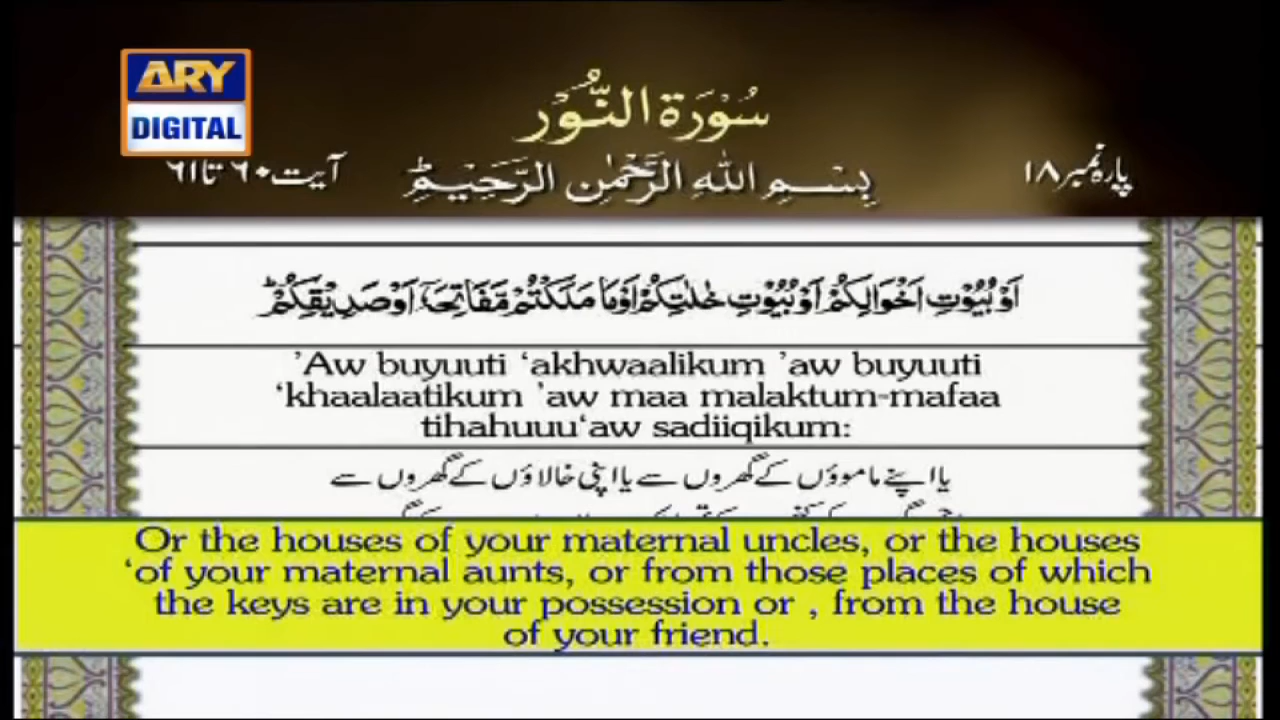 ARY
DIGITAL
سُوْرَةُ النُّوْر
پارہ نمبر ۱۸
بِسْمِ اللهِ الرَّحْمٰنِ الرَّحِيْمِ
آیت ۶۰ تا ۶۱
اَوْ بُيُوْتِ اَخْوَالِكُمْ اَوْ بُيُوْتِ خٰلٰتِكُمْ اَوْ مَا مَلَكْتُمْ مَّفَاتِحَهٗٓ اَوْ صَدِيْقِكُمْ ؕ
’Aw buyuuti ‘akhwaalikum ’aw buyuuti
‘khaalaatikum ’aw maa malaktum-mafaa
tihahuuu‘aw sadiiqikum:
یا اپنے ماموؤں کے گھروں سے یا اپنی خالاؤں کے گھروں سے
Or the houses of your maternal uncles, or the houses
‘of your maternal aunts, or from those places of which
the keys are in your possession or , from the house
of your friend.